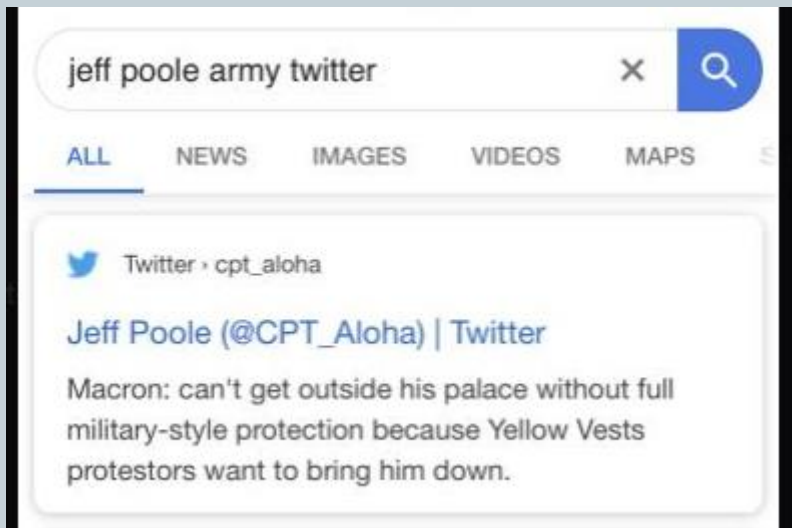 jeff poole army twitter
ALL NEWS IMAGES VIDEOS MAPS S
Twitter › cpt_aloha
Jeff Poole (@CPT_Aloha) | Twitter
Macron: can't get outside his palace without full
military-style protection because Yellow Vests
protestors want to bring him down.